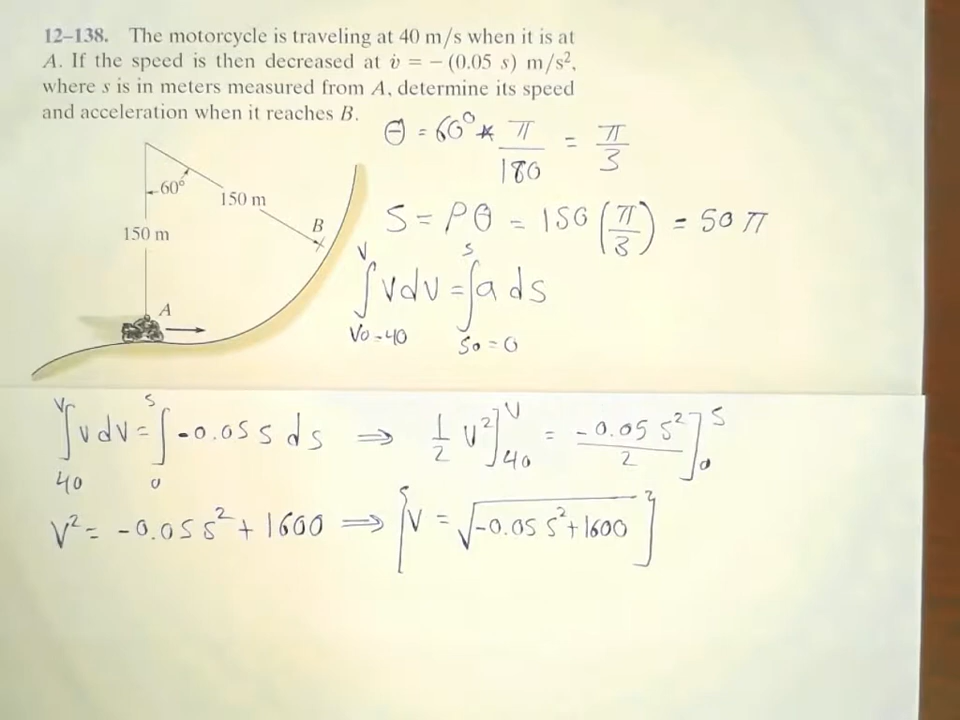 12–138. The motorcycle is traveling at 40 m/s when it is at
A. If the speed is then decreased at v̇ = − (0.05 s) m/s²,
where s is in meters measured from A, determine its speed
and acceleration when it reaches B.
θ = 60° * π/180 = π/3
60°
150 m
150 m
B
A
S = ρθ = 150 (π/3) = 50 π
∫_{V₀=40}^{V} v dv = ∫_{S₀=0}^{S} a ds
∫_{40}^{V} v dv = ∫_{0}^{S} -0.05 s ds ⇒ 1/2 v²]_{40}^{V} = -0.05 s²/2]_{0}^{S}
V² = -0.05 s² + 1600 ⇒ [V = √(-0.05 s² + 1600)]